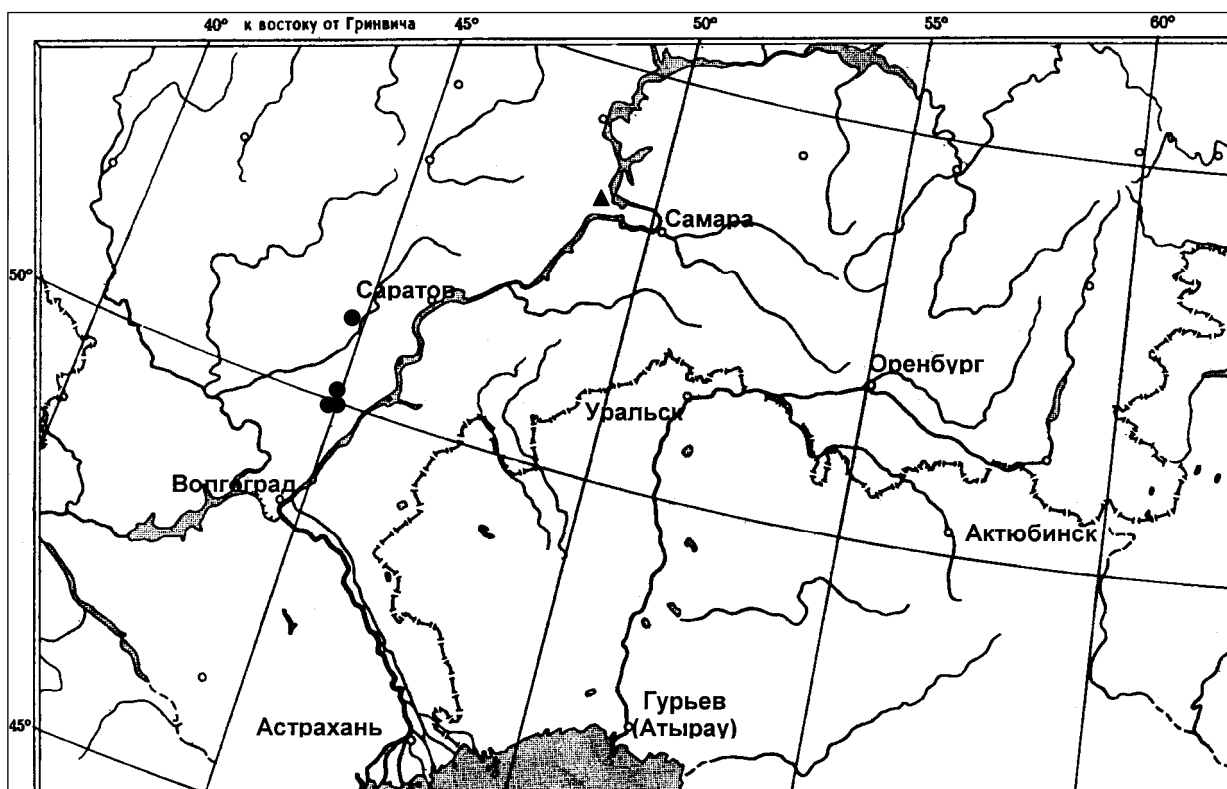 40° к востоку от Гринвича 45° 50° 55° 60°
Самара
50°
Саратов
Оренбург
Уральск
Волгоград
Актюбинск
Гурьев
(Атырау)
Астрахань
45°